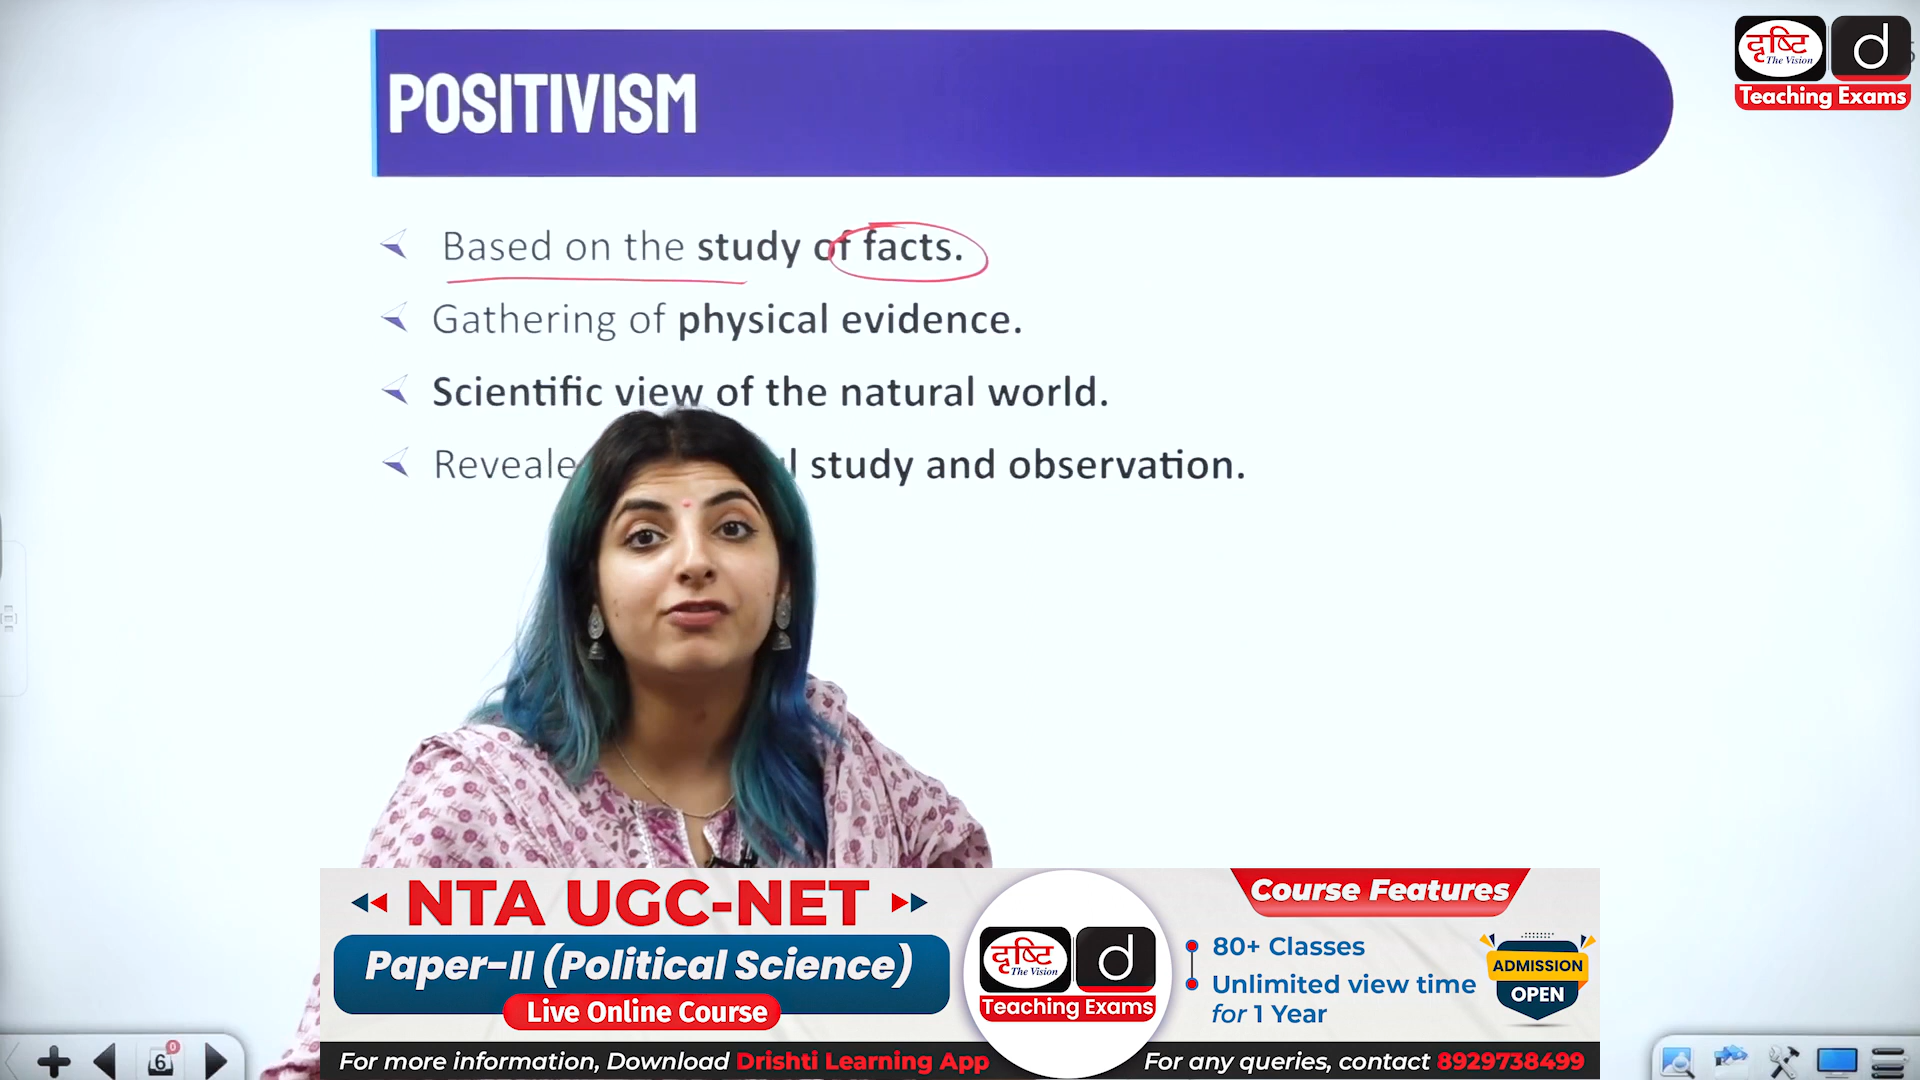 POSITIVISM
दृष्टि
The Vision
d
Teaching Exams
Based on the study of facts.
Gathering of physical evidence.
Scientific view of the natural world.
study and observation.
NTA UGC-NET
Paper-II (Political Science)
Live Online Course
दृष्टि
The Vision
d
Teaching Exams
Course Features
80+ Classes
Unlimited view time
for 1 Year
ADMISSION
OPEN
For more information, Download Drishti Learning App
For any queries, contact 8929738499
6
0